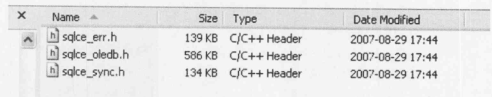 Name Size Type Date Modified
sqlce_err.h 139 KB C/C++ Header 2007-08-29 17:44
sqlce_oledb.h 586 KB C/C++ Header 2007-08-29 17:44
sqlce_sync.h 134 KB C/C++ Header 2007-08-29 17:44